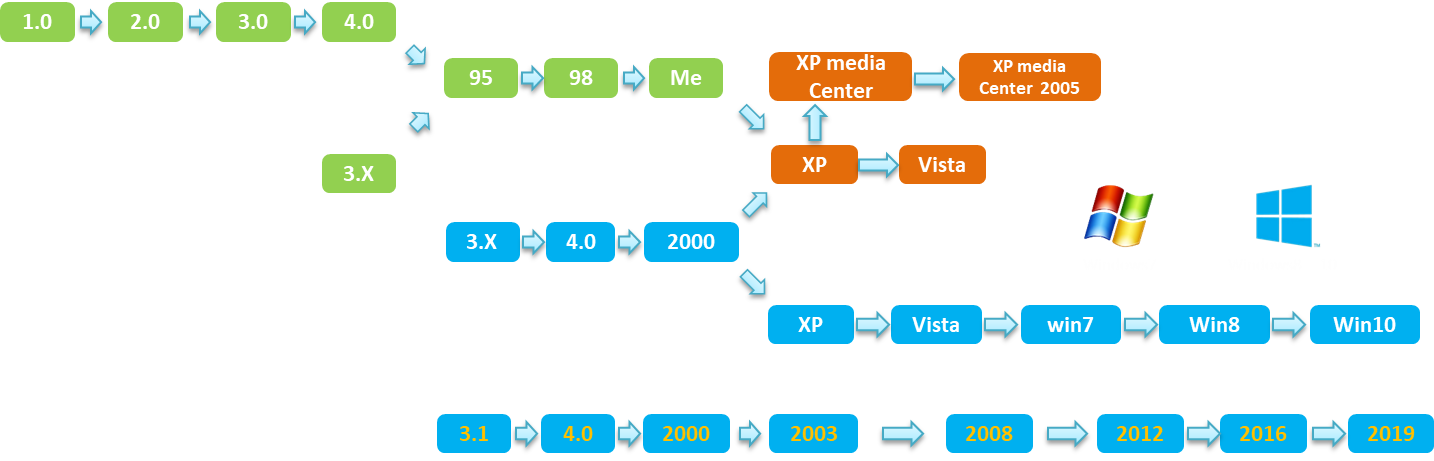 1.0
2.0
3.0
4.0
95
98
Me
XP media
Center
XP media
Center 2005
3.X
XP
Vista
3.X
4.0
2000
TM
XP
Vista
win7
Win8
Win10
3.1
4.0
2000
2003
2008
2012
2016
2019